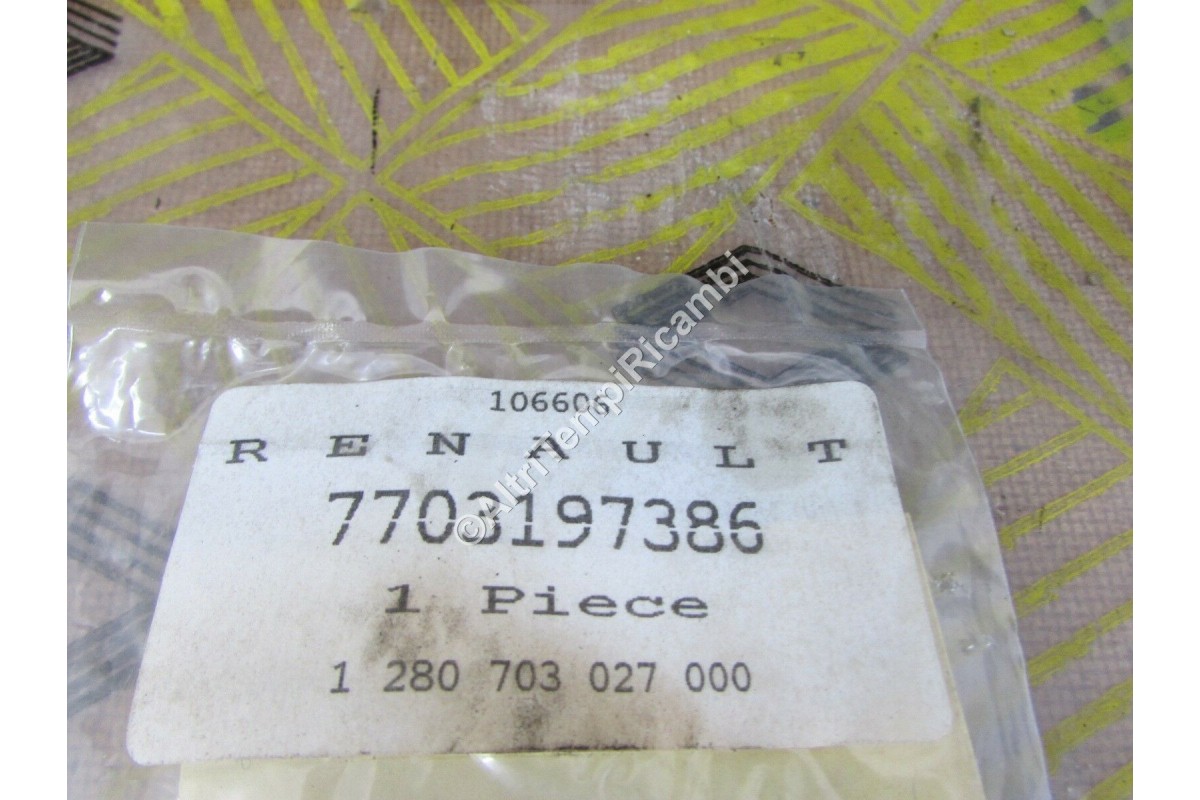 106606
RENAULT
7703197386
1 Piece
1 280 703 027 000
©AltriTempiRicambi